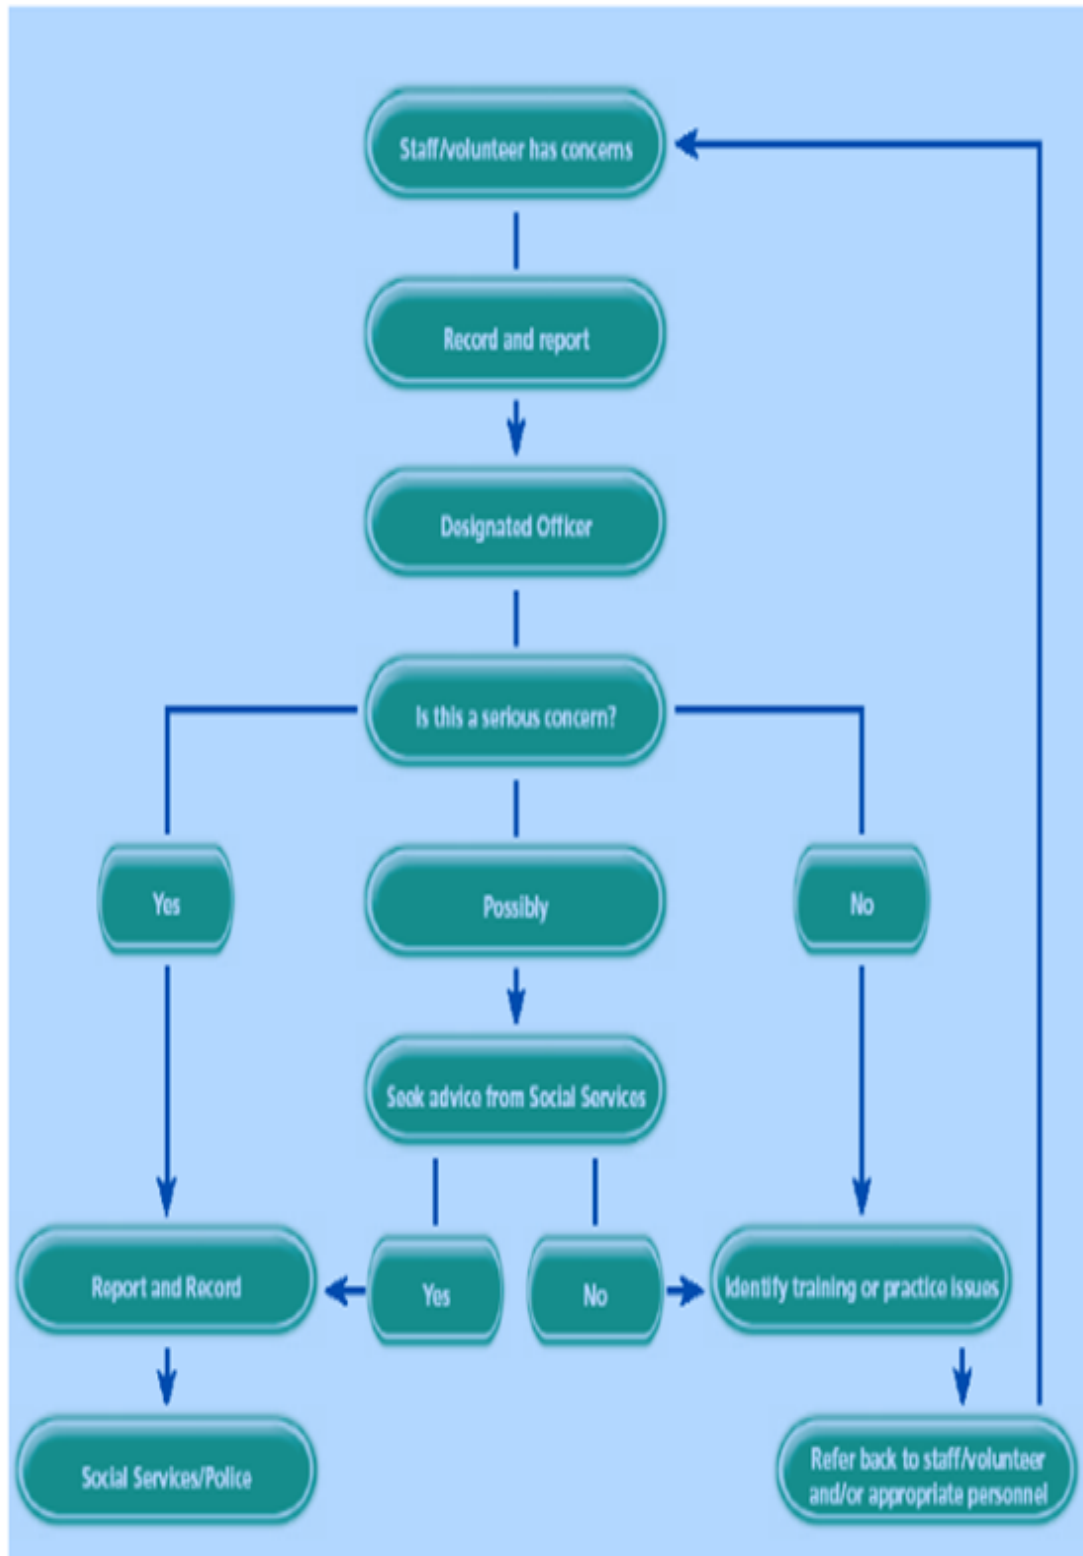 Staff/volunteer has concerns
Record and report
Designated Officer
Is this a serious concern?
Yes
Possibly
No
Seek advice from Social Services
Report and Record
Yes
No
Identify training or practice issues
Social Services/Police
Refer back to staff/volunteer
and/or appropriate personnel